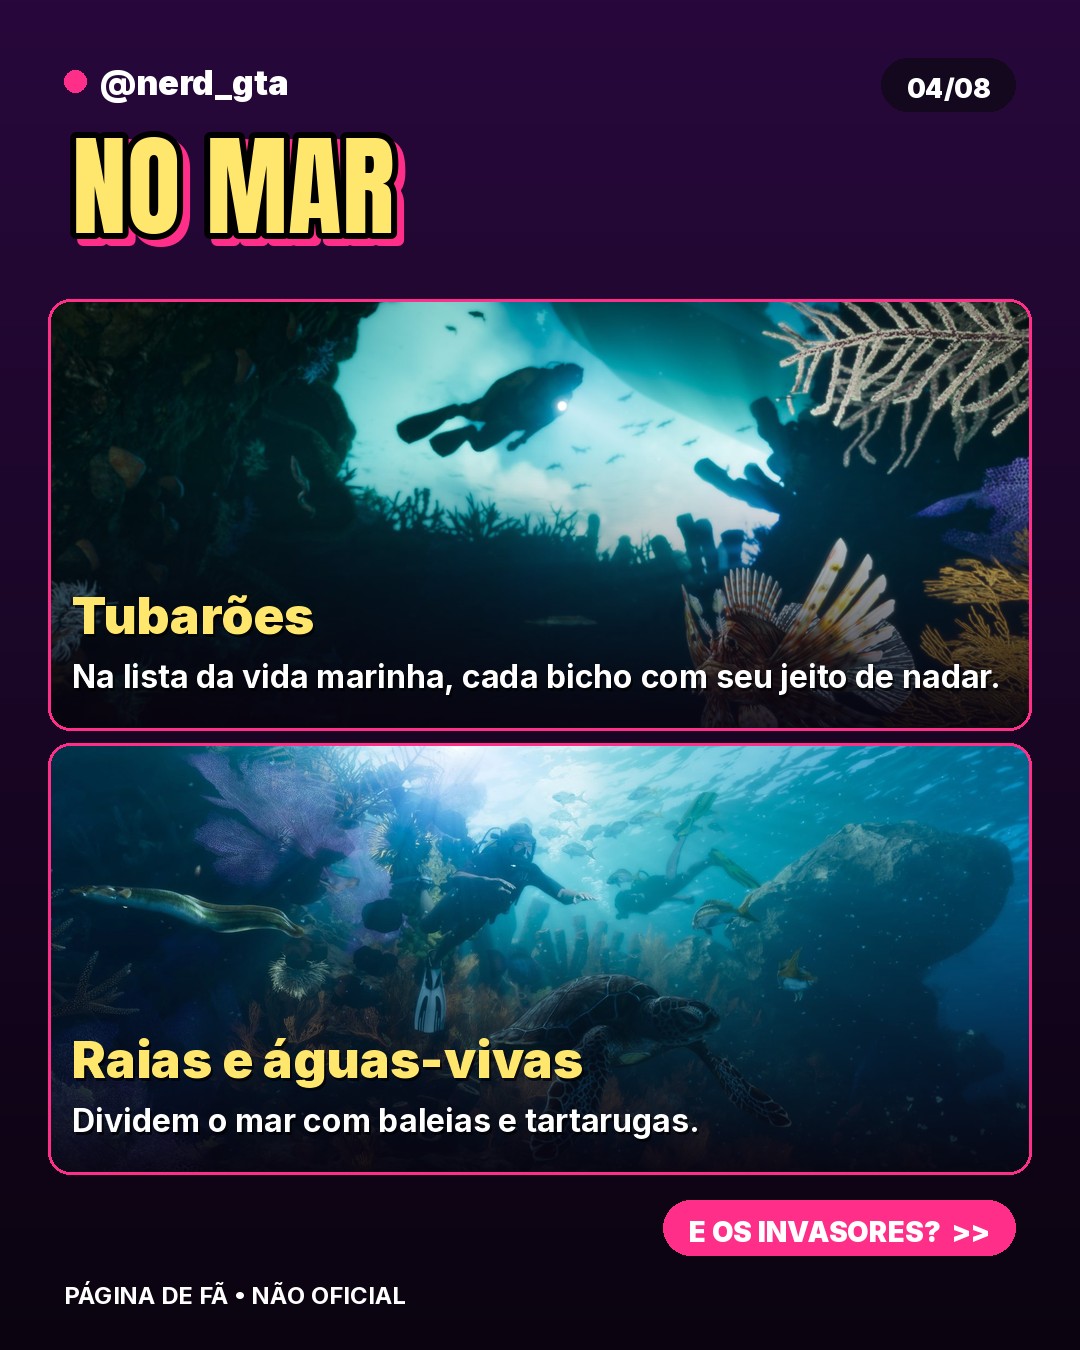 @nerd_gta
04/08
NO MAR
Tubarões
Na lista da vida marinha, cada bicho com seu jeito de nadar.
Raias e águas-vivas
Dividem o mar com baleias e tartarugas.
E OS INVASORES? >>
PÁGINA DE FÃ • NÃO OFICIAL